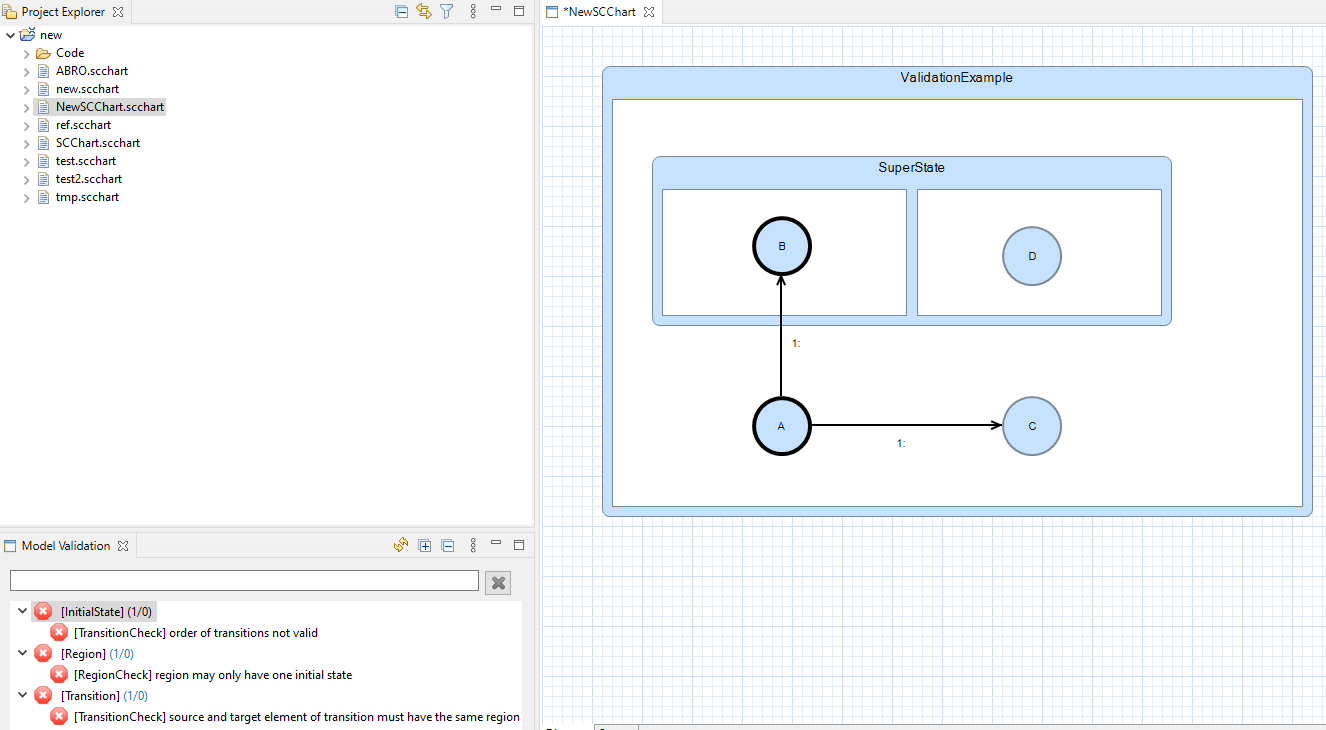 Project Explorer
new
Code
ABRO.scchart
new.scchart
NewSCChart.scchart
ref.scchart
SCChart.scchart
test.scchart
test2.scchart
tmp.scchart
Model Validation
[InitialState] (1/0)
[TransitionCheck] order of transitions not valid
[Region] (1/0)
[RegionCheck] region may only have one initial state
[Transition] (1/0)
[TransitionCheck] source and target element of transition must have the same region
*NewSCChart
ValidationExample
SuperState
B
D
1:
A
C
1: